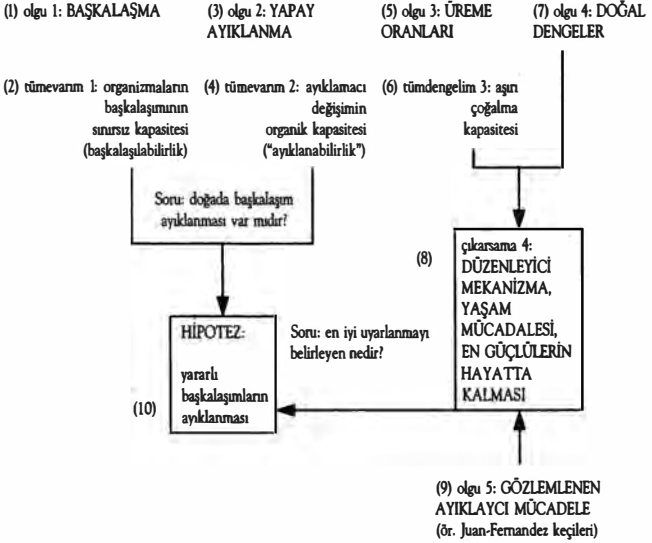 (1) olgu 1: BAŞKALAŞMA
(3) olgu 2: YAPAY
AYIKLANMA
(5) olgu 3: ÜREME
ORANLARI
(7) olgu 4: DOĞAL
DENGELER
(2) tümevarım 1: organizmaların
başkalaşımının
sınırsız kapasitesi
(başkalaşılabilirlik)
(4) tümevarım 2: ayıklamacı
değişimin
organik kapasitesi
("ayıklanabilirlik")
(6) tümdengelim 3: aşırı
çoğalma
kapasitesi
Soru: doğada başkalaşım
ayıklanması var mıdır?
(8)
çıkarsama 4:
DÜZENLEYİCİ
MEKANİZMA,
YAŞAM
MÜCADALESİ,
EN GÜÇLÜLERİN
HAYATTA
KALMASI
HİPOTEZ:
yararlı
başkalaşımların
ayıklanması
Soru: en iyi uyarlanmayı
belirleyen nedir?
(10)
(9) olgu 5: GÖZLEMLENEN
AYIKLAYCI MÜCADELE
(ör. Juan-Fernandez keçileri)